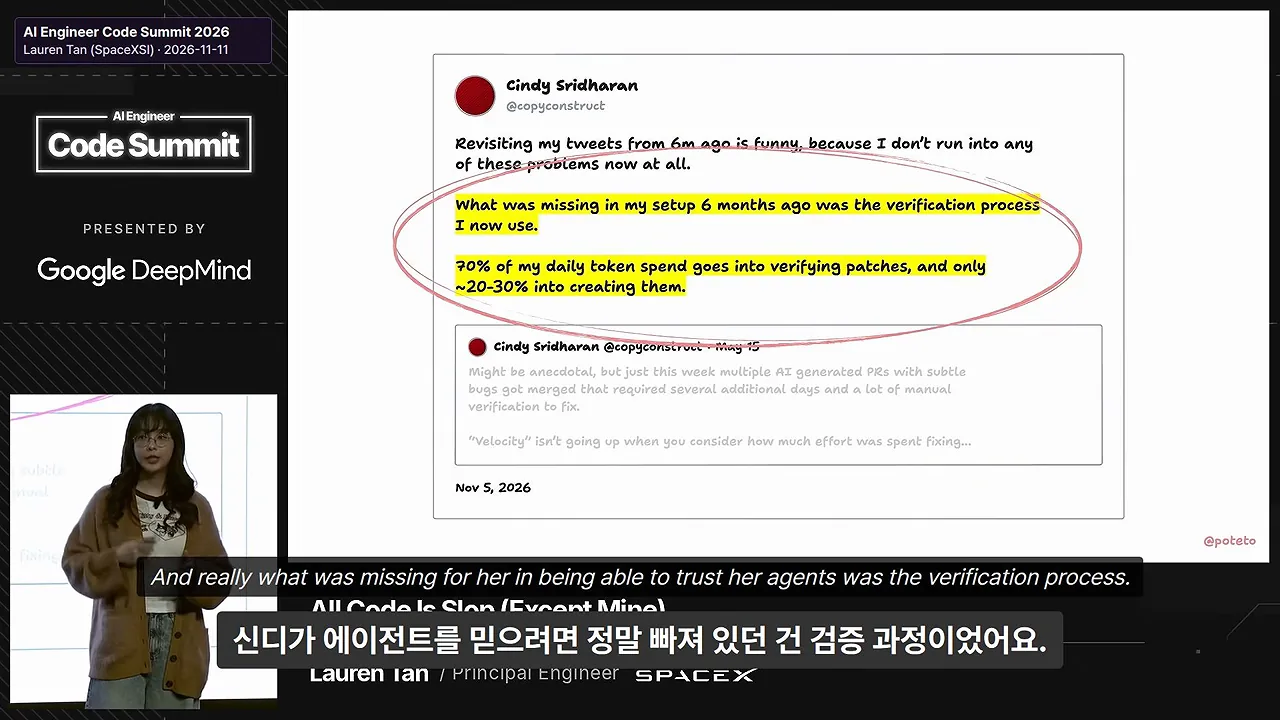 AI Engineer Code Summit 2026
Lauren Tan (SpaceXSI) · 2026-11-11
AI Engineer
Code Summit
PRESENTED BY
Google DeepMind
Cindy Sridharan
@copyconstruct
Revisiting my tweets from 6m ago is funny, because I don't run into any
of these problems now at all.
What was missing in my setup 6 months ago was the verification process
I now use.
70% of my daily token spend goes into verifying patches, and only
~20-30% into creating them.
Cindy Sridharan @copyconstruct · May 15
Might be anecdotal, but just this week multiple AI generated PRs with subtle
bugs got merged that required several additional days and a lot of manual
verification to fix.
"Velocity" isn't going up when you consider how much effort was spent fixing...
Nov 5, 2026
@poteto
subtle
fixing
And really what was missing for her in being able to trust her agents was the verification process.
All Code Is Slop (Except Mine)
신디가 에이전트를 믿으려면 정말 빠져 있던 건 검증 과정이었어요.
Lauren Tan / Principal Engineer SPACEX